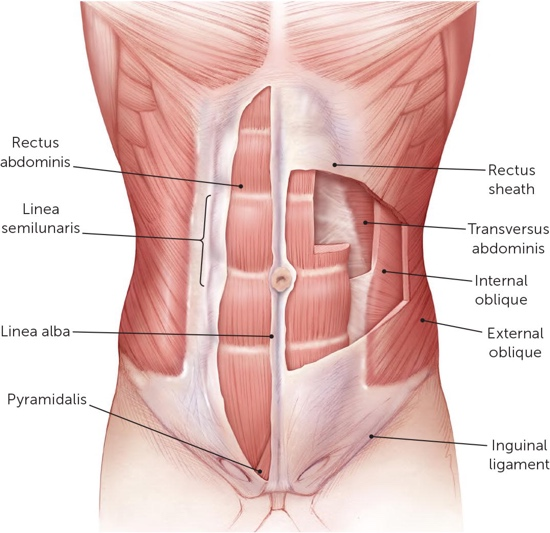 Rectus
abdominis
Linea
semilunaris
Linea alba
Pyramidalis
Rectus
sheath
Transversus
abdominis
Internal
oblique
External
oblique
Inguinal
ligament